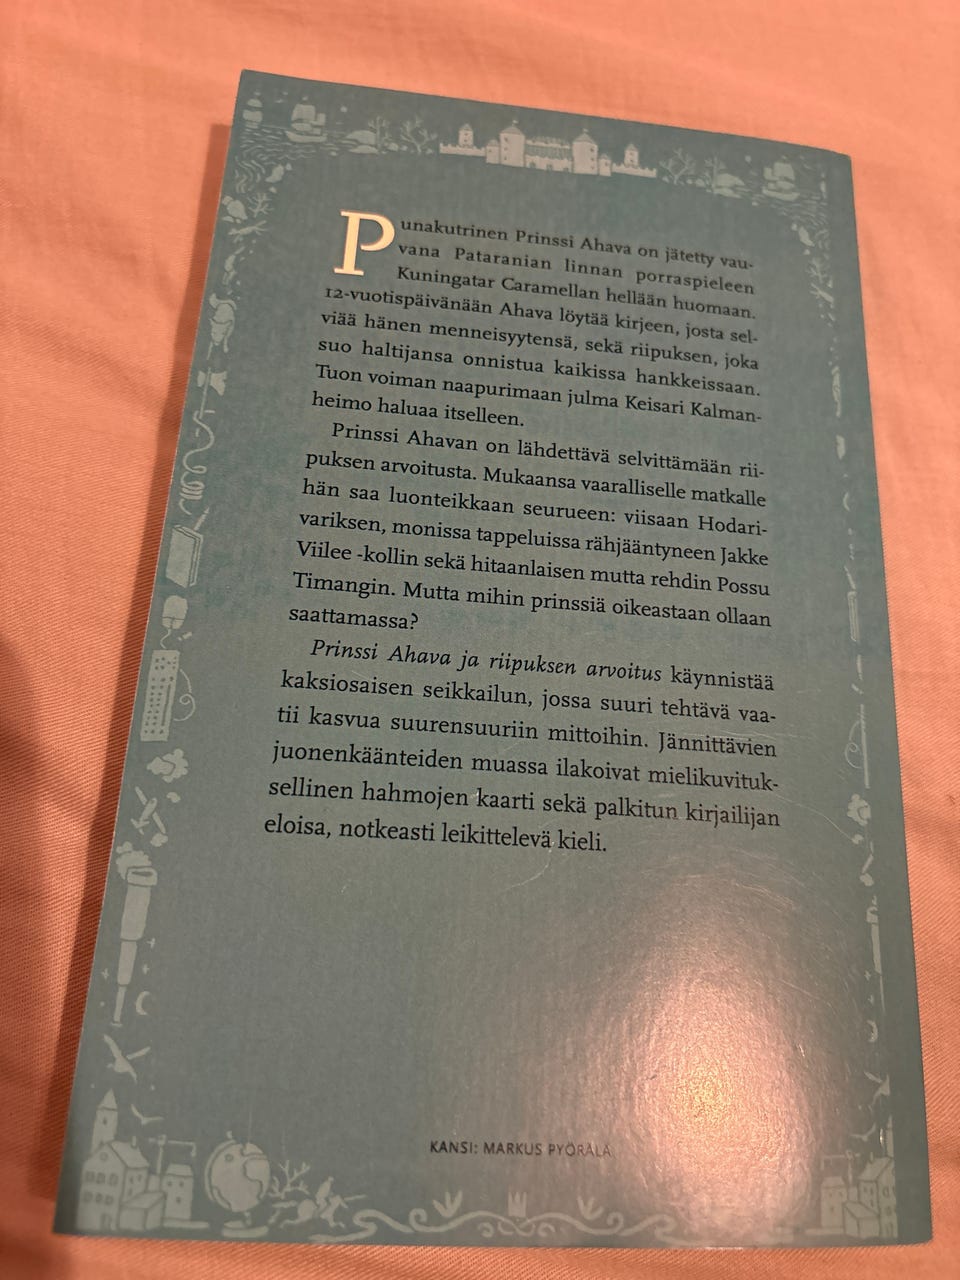 Punakutrinen Prinssi Ahava on jätetty vau-
vana Pataranian linnan porraspieleen
Kuningatar Caramellan hellään huomaan.
12-vuotispäivänään Ahava löytää kirjeen, josta sel-
viää hänen menneisyytensä, sekä riipuksen, joka
suo haltijansa onnistua kaikissa hankkeissaan.
Tuon voiman naapurimaan julma Keisari Kalman-
heimo haluaa itselleen.
Prinssi Ahavan on lähdettävä selvittämään rii-
puksen arvoitusta. Mukaansa vaaralliselle matkalle
hän saa luonteikkaan seurueen: viisaan Hodari-
variksen, monissa tappeluissa rähjääntyneen Jakke
Viilee -kollin sekä hitaanlaisen mutta rehdin Possu
Timangin. Mutta mihin prinssiä oikeastaan ollaan
saattamassa?
Prinssi Ahava ja riipuksen arvoitus käynnistää
kaksiosaisen seikkailun, jossa suuri tehtävä vaa-
tii kasvua suurensuuriin mittoihin. Jännittävien
juonenkäänteiden muassa ilakoivat mielikuvituk-
sellinen hahmojen kaarti sekä palkitun kirjailijan
eloisa, notkeasti leikittelevä kieli.
KANSI: MARKUS PYÖRÄLÄ